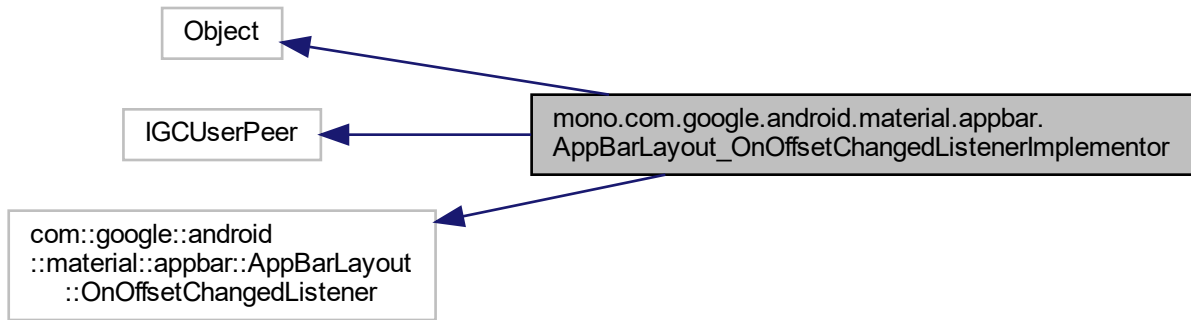 Object
IGCUserPeer
com::google::android
::material::appbar::AppBarLayout
::OnOffsetChangedListener
mono.com.google.android.material.appbar.
AppBarLayout_OnOffsetChangedListenerImplementor